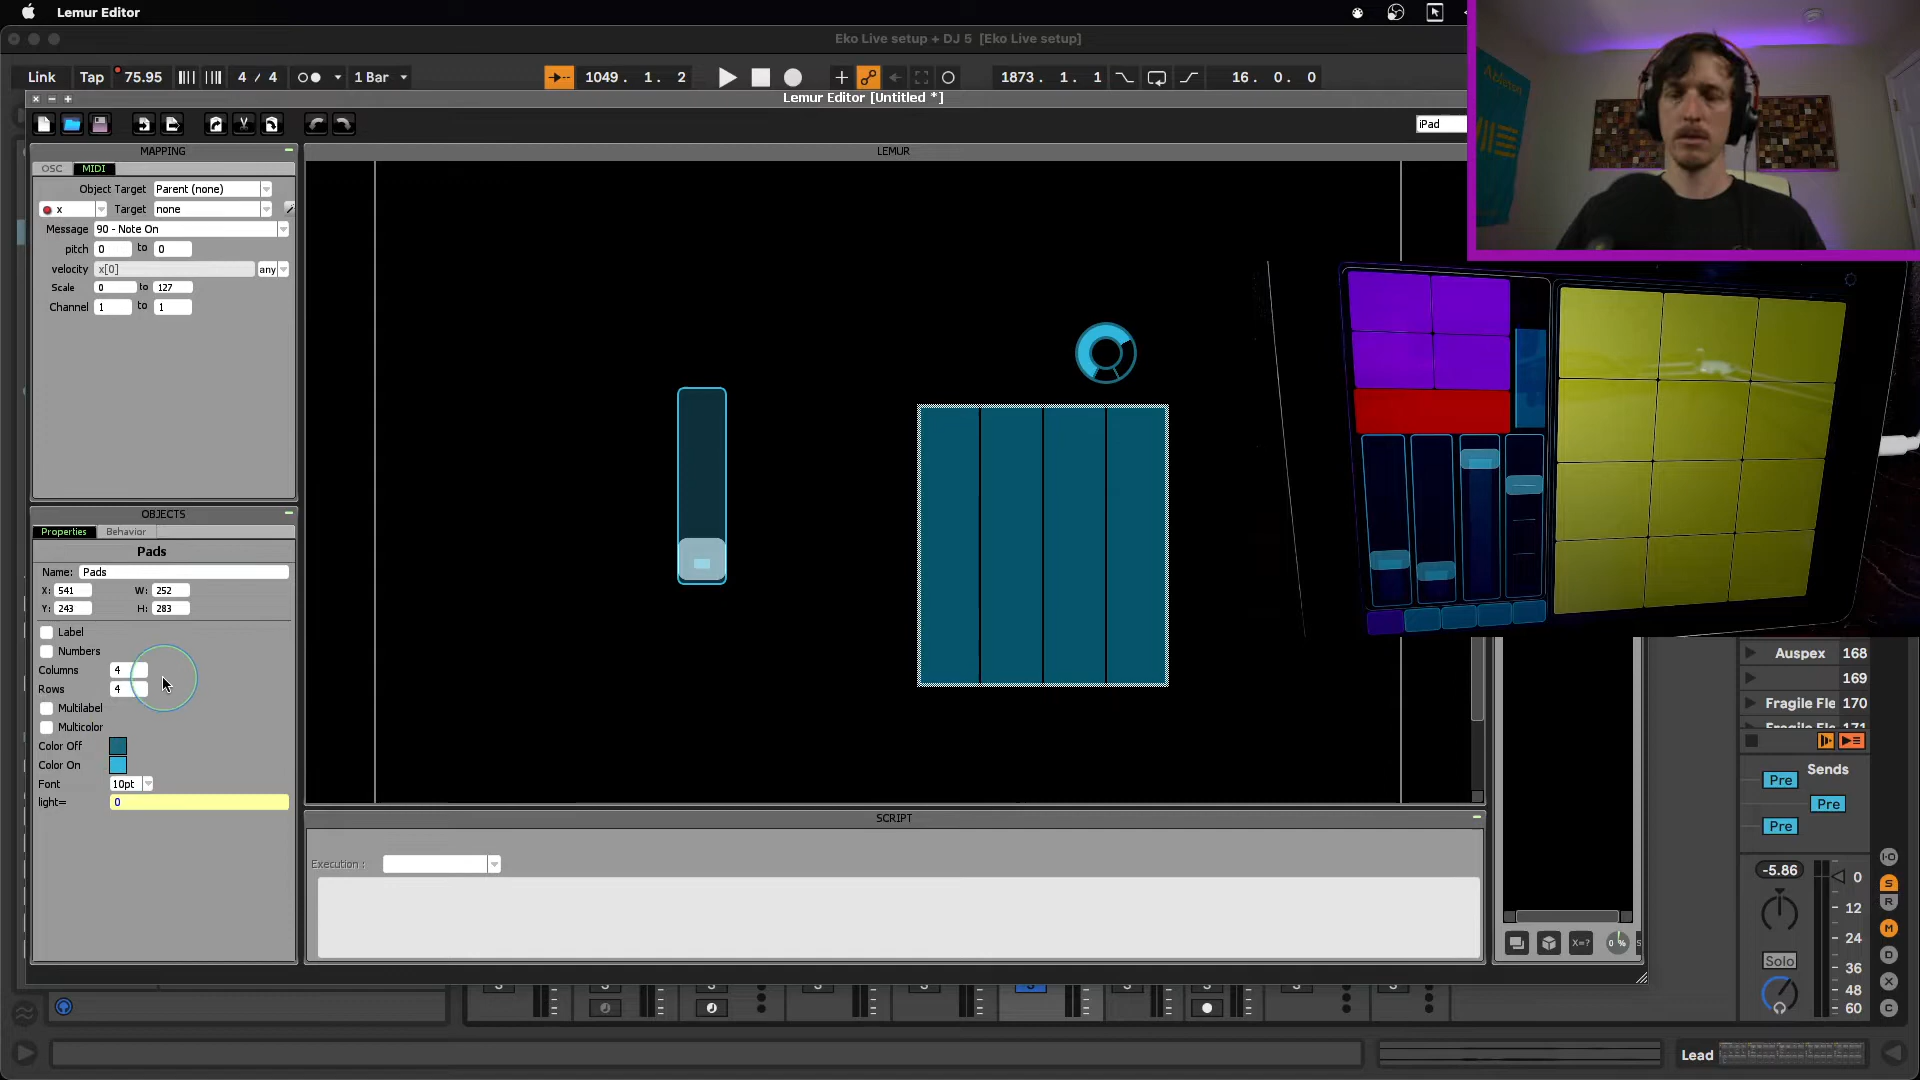 Lemur Editor
Eko Live setup + DJ 5 [Eko Live setup]
Link Tap 75.95 4 / 4 1 Bar 1049. 1. 2 1873. 1. 1 16. 0. 0
Lemur Editor [Untitled *]
iPad
MAPPING
LEMUR
OSC MIDI
Object Target Parent (none)
x Target none
Message 90 - Note On
pitch 0 to 0
velocity x[0] any
Scale 0 to 127
Channel 1 to 1
OBJECTS
Properties Behavior
Pads
Name: Pads
X: 541 W: 252
Y: 243 H: 283
Label
Numbers
Columns 4
Rows 4
Multilabel
Multicolor
Color Off
Color On
Font 10pt
light= 0
SCRIPT
Execution :
Ableton
Auspex 168
169
Fragile Fle 170
Fragile Fle 171
Sends
Pre
Pre
Pre
-5.86
0
12
24
36
48
60
Solo
X=?
0 %
I·O
S
R
M
D
X
C
Lead